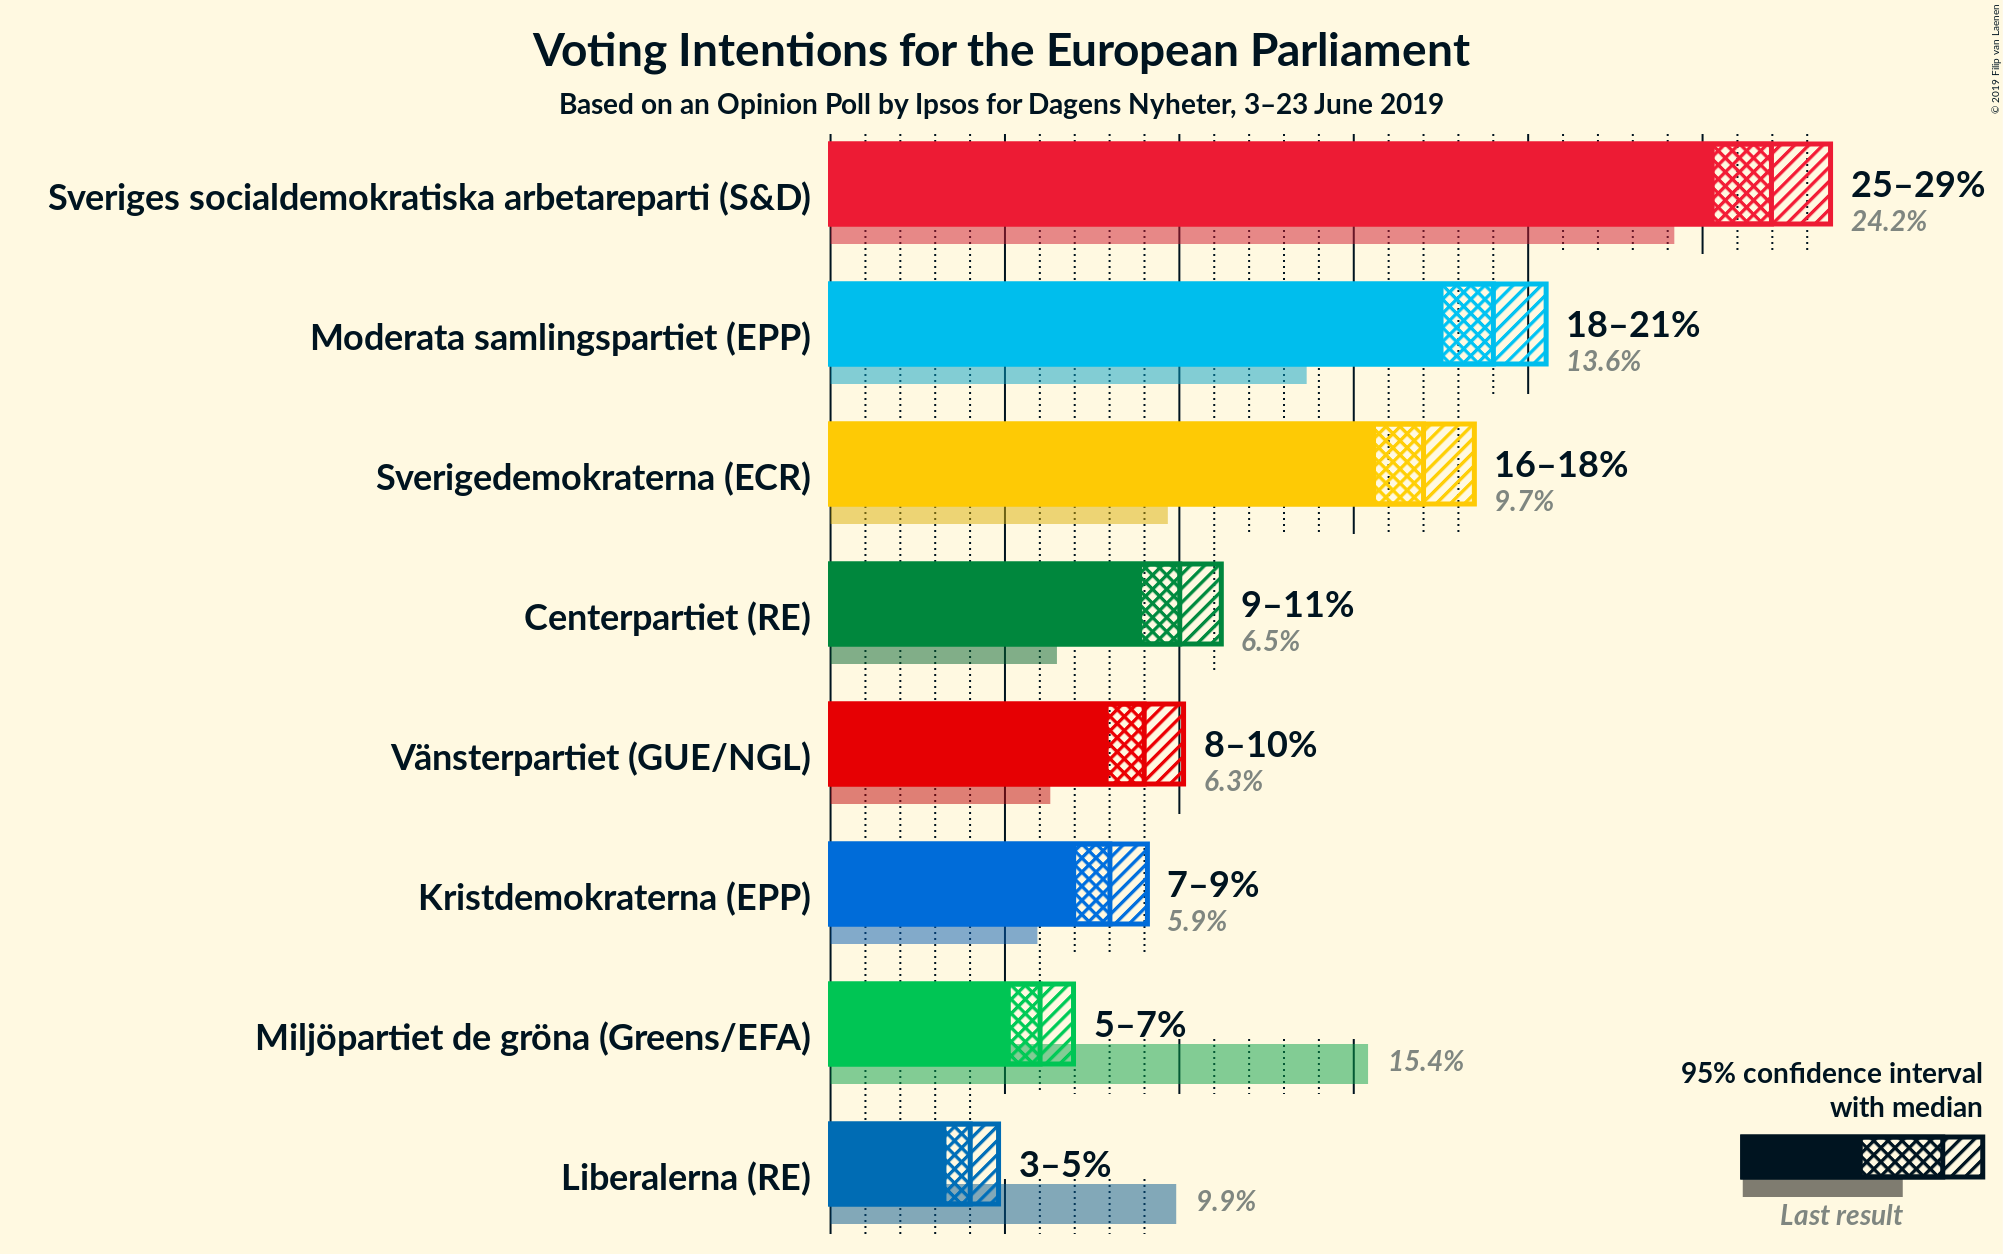 Voting Intentions for the European Parliament
Based on an Opinion Poll by Ipsos for Dagens Nyheter, 3–23 June 2019
© 2019 Filip van Laenen
Sveriges socialdemokratiska arbetareparti (S&D)
25–29%
24.2%
Moderata samlingspartiet (EPP)
18–21%
13.6%
Sverigedemokraterna (ECR)
16–18%
9.7%
Centerpartiet (RE)
9–11%
6.5%
Vänsterpartiet (GUE/NGL)
8–10%
6.3%
Kristdemokraterna (EPP)
7–9%
5.9%
Miljöpartiet de gröna (Greens/EFA)
5–7%
15.4%
Liberalerna (RE)
3–5%
9.9%
95% confidence interval
with median
Last result